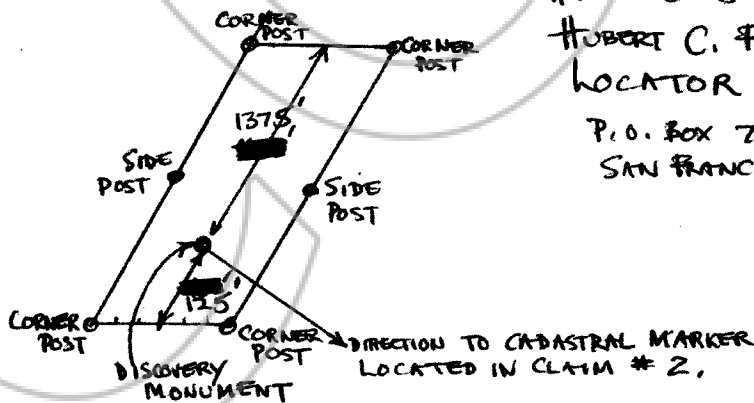 CORNER
POST
CORNER
POST
HUBERT C.
LOCATOR
P.O. BOX
SAN
1375'
SIDE
POST
SIDE
POST
125'
CORNER
POST
CORNER
POST
DISCOVERY
MONUMENT
DIRECTION TO CADASTRAL MARKER
LOCATED IN CLAIM # 2.